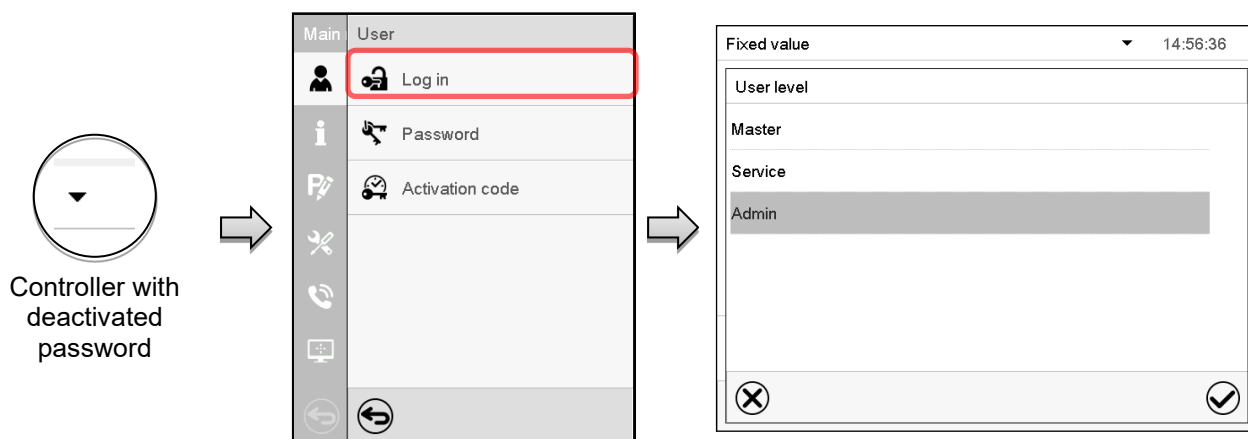 Controller with
deactivated
password
Main
User
Log in
Password
Activation code
Fixed value
14:56:36
User level
Master
Service
Admin